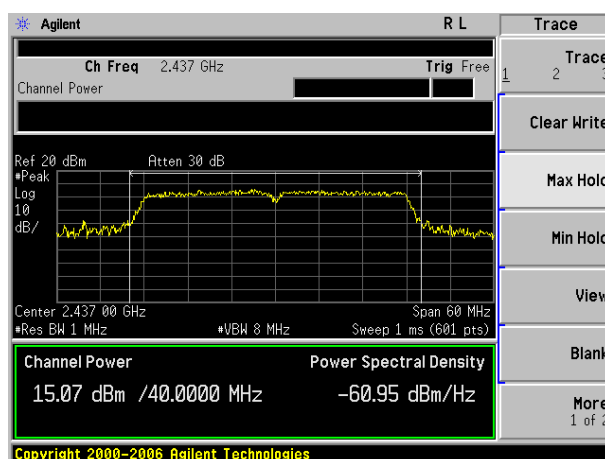 Agilent R L Trace
Ch Freq 2.437 GHz Trig Free
Channel Power
Trace
1 2 3
Clear Write
Ref 20 dBm Atten 30 dB
#Peak
Log
10
dB/
Max Hold
Min Hold
View
Center 2.437 00 GHz Span 60 MHz
#Res BW 1 MHz #VBW 8 MHz Sweep 1 ms (601 pts)
Channel Power Power Spectral Density
15.07 dBm /40.0000 MHz -60.95 dBm/Hz
Blank
More
1 of 2
Copyright 2000-2006 Agilent Technologies